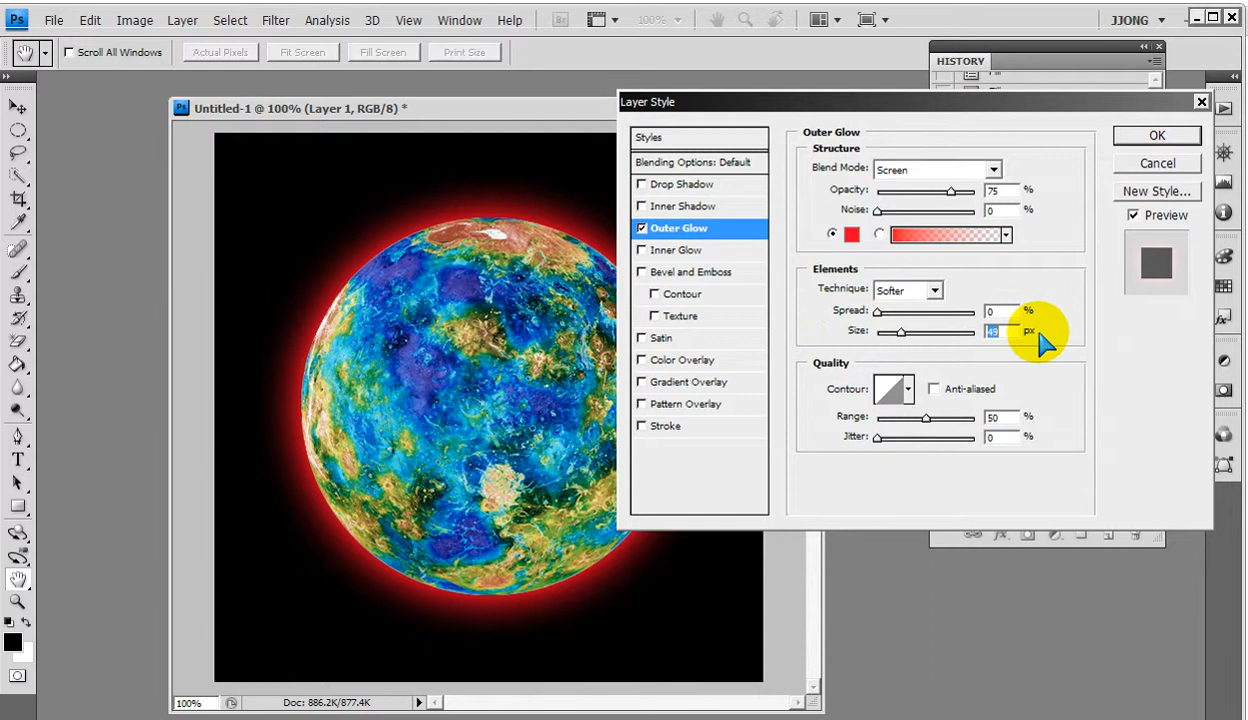 Ps File Edit Image Layer Select Filter Analysis 3D View Window Help Br 100% JJONG
Scroll All Windows Actual Pixels Fit Screen Fill Screen Print Size
HISTORY
Ps Untitled-1 @ 100% (Layer 1, RGB/8) *
Layer Style
Styles
Blending Options: Default
Drop Shadow
Inner Shadow
Outer Glow
Inner Glow
Bevel and Emboss
Contour
Texture
Satin
Color Overlay
Gradient Overlay
Pattern Overlay
Stroke
Outer Glow
Structure
Blend Mode: Screen
Opacity: 75 %
Noise: 0 %
Elements
Technique: Softer
Spread: 0 %
Size: 49 px
Quality
Contour: Anti-aliased
Range: 50 %
Jitter: 0 %
OK
Cancel
New Style...
Preview
T
fx
100% Doc: 886.2K/877.4K